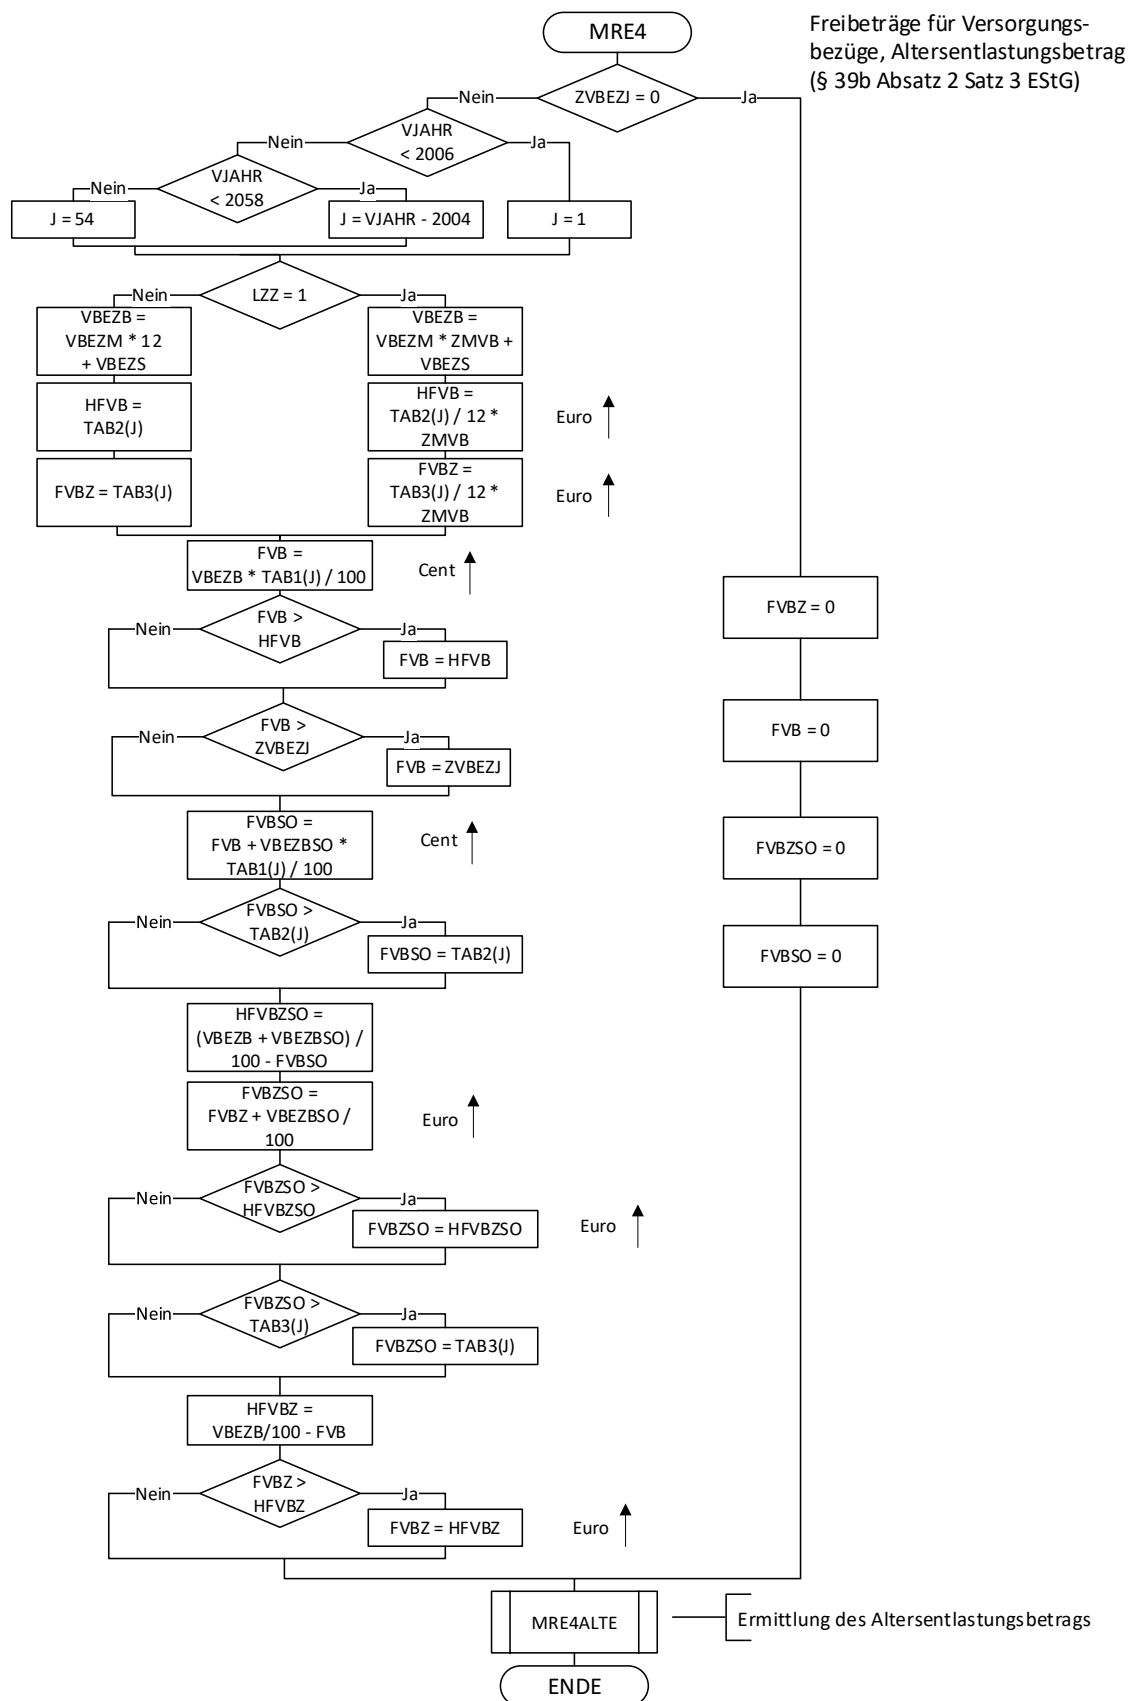 MRE4
Freibeträge für Versorgungs-
bezüge, Altersentlastungsbetrag
(§ 39b Absatz 2 Satz 3 EStG)
Nein
ZVBEZJ = 0
Ja
Nein
VJAHR
< 2006
Ja
Nein
VJAHR
< 2058
Ja
J = 54
J = VJAHR - 2004
J = 1
Nein
LZZ = 1
Ja
VBEZB =
VBEZM * 12
+ VBEZS
VBEZB =
VBEZM * ZMVB +
VBEZS
HFVB =
TAB2(J)
HFVB =
TAB2(J) / 12 *
ZMVB
Euro
FVBZ = TAB3(J)
FVBZ =
TAB3(J) / 12 *
ZMVB
Euro
FVB =
VBEZB * TAB1(J) / 100
Cent
FVBZ = 0
Nein
FVB >
HFVB
Ja
FVB = HFVB
Nein
FVB >
ZVBEZJ
Ja
FVB = ZVBEZJ
FVB = 0
FVBSO =
FVB + VBEZBSO *
TAB1(J) / 100
Cent
FVBZSO = 0
Nein
FVBSO >
TAB2(J)
Ja
FVBSO = TAB2(J)
FVBSO = 0
HFVBZSO =
(VBEZB + VBEZBSO) /
100 - FVBSO
FVBZSO =
FVBZ + VBEZBSO /
100
Euro
Nein
FVBZSO >
HFVBZSO
Ja
FVBZSO = HFVBZSO
Euro
Nein
FVBZSO >
TAB3(J)
Ja
FVBZSO = TAB3(J)
HFVBZ =
VBEZB/100 - FVB
Nein
FVBZ >
HFVBZ
Ja
FVBZ = HFVBZ
Euro
MRE4ALTE
Ermittlung des Altersentlastungsbetrags
ENDE